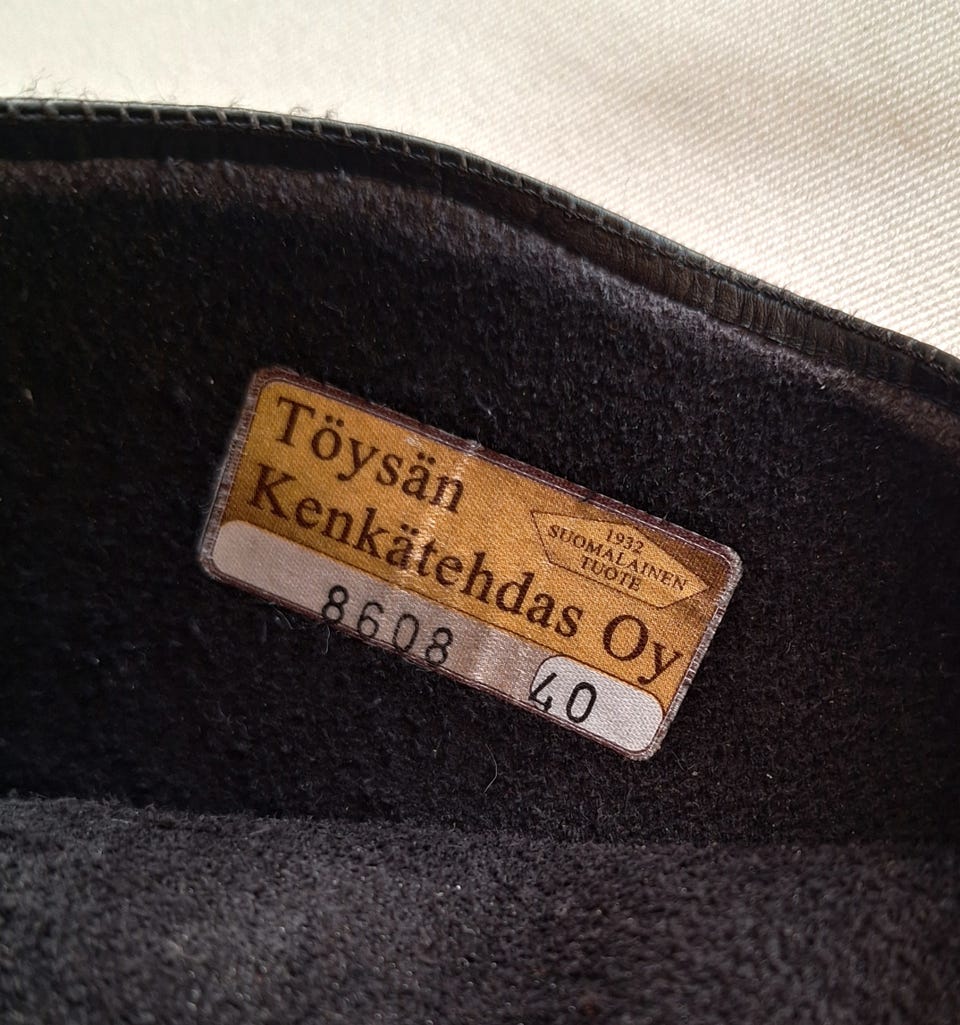 Töysän
Kenkätehdas Oy
1932
SUOMALAINEN
TUOTE
8608
40